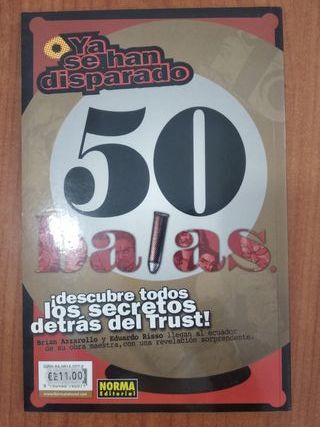 Ya
se han
disparado
50
balas.
¡descubre todos
los secretos
detrás del Trust!
Brian Azzarello y Eduardo Risso llegan al ecuador
de su obra maestra, con una revelación sorprendente.
€11.00
NORMA
Editorial